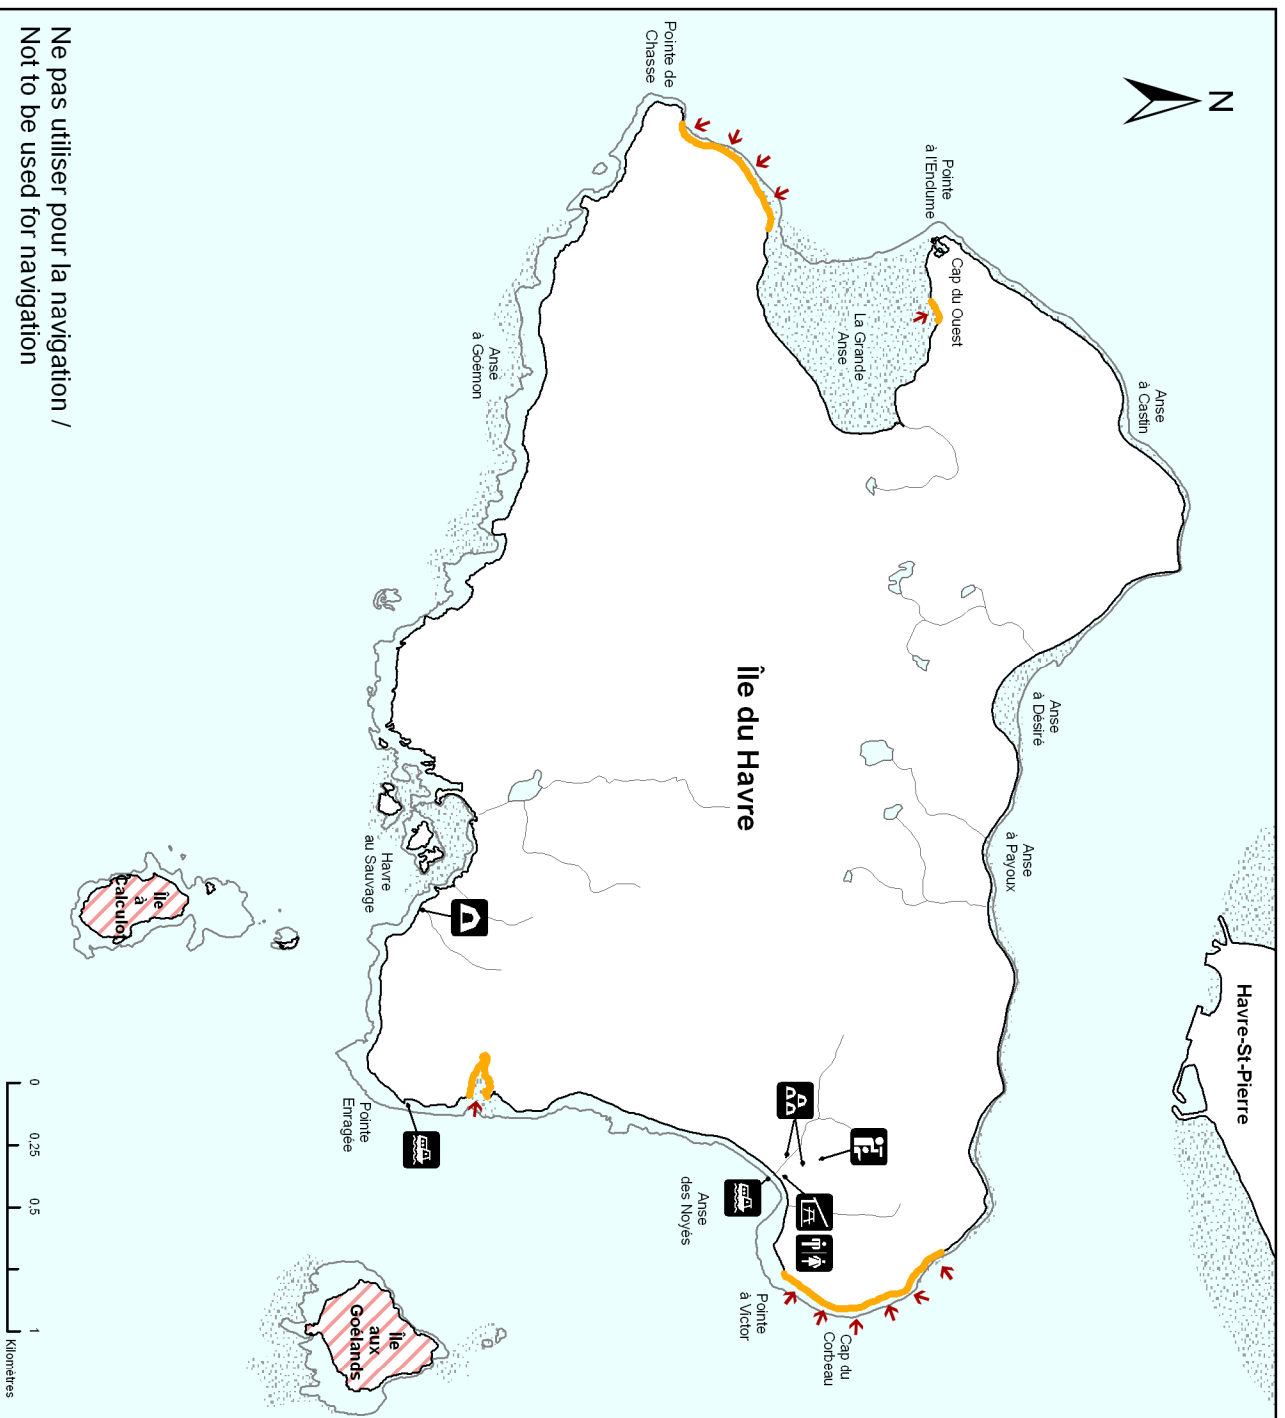 N
Havre-St-Pierre
Anse
à Castin
Pointe
à l'Enclume
Cap du Ouest
La Grande
Anse
Pointe de
Chasse
Anse
à Goémon
Anse
à Désiré
Anse
à Payoux
Île du Havre
Havre
au Sauvage
Île
à
Calculot
Pointe
Enragée
Anse
des Noyés
Pointe
à Victor
Cap du
Corbeau
Île
aux
Goélands
Ne pas utiliser pour la navigation /
Not to be used for navigation
0 0,25 0,5 1
Kilomètres